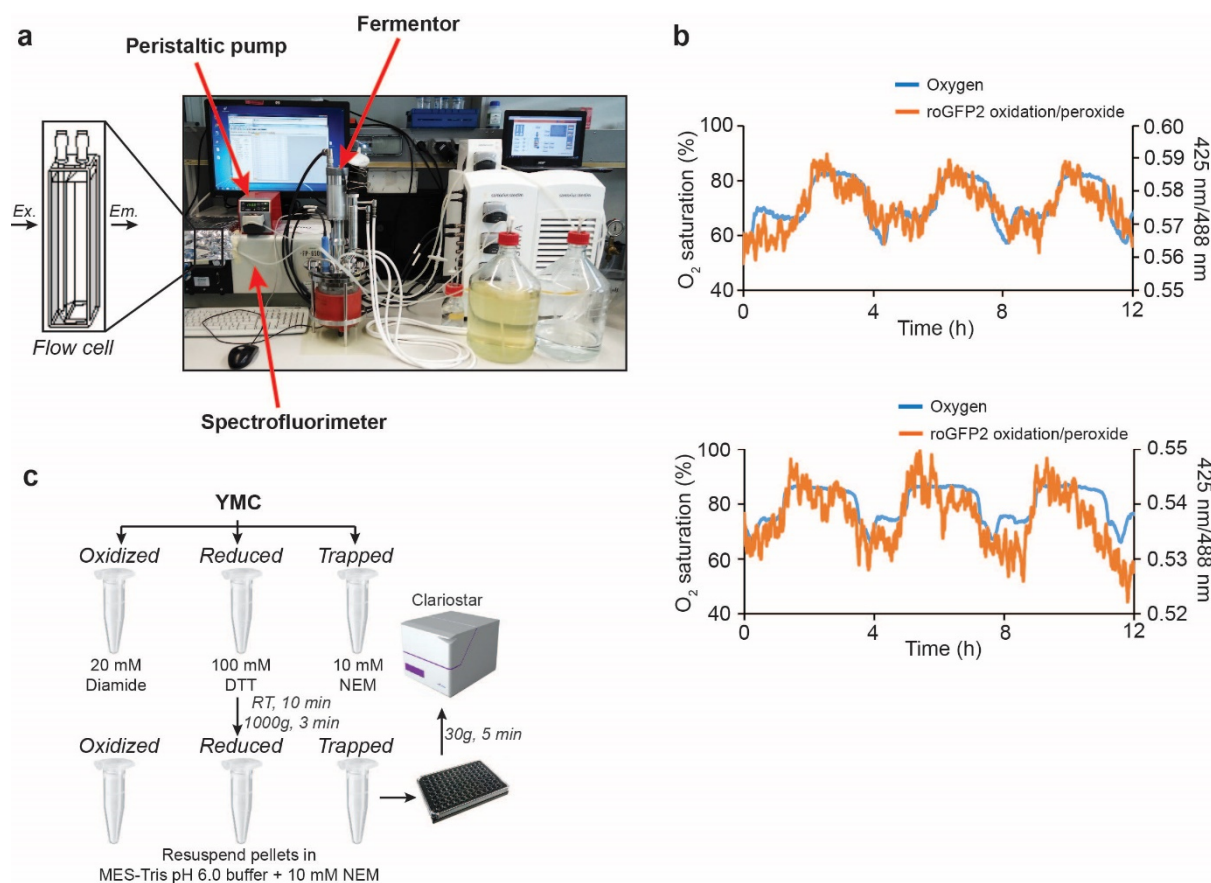 a
Peristaltic pump
Fermentor
Ex.
Em.
Flow cell
Spectrofluorimeter
b
Oxygen
roGFP2 oxidation/peroxide
100
80
60
40
O2 saturation (%)
0.60
0.59
0.58
0.57
0.56
0.55
425 nm/488 nm
0
4
8
12
Time (h)
Oxygen
roGFP2 oxidation/peroxide
100
80
60
40
O2 saturation (%)
0.55
0.54
0.53
0.52
425 nm/488 nm
0
4
8
12
Time (h)
c
YMC
Oxidized
Reduced
Trapped
20 mM
Diamide
100 mM
DTT
10 mM
NEM
Clariostar
RT, 10 min
1000g, 3 min
30g, 5 min
Oxidized
Reduced
Trapped
Resuspend pellets in
MES-Tris pH 6.0 buffer + 10 mM NEM